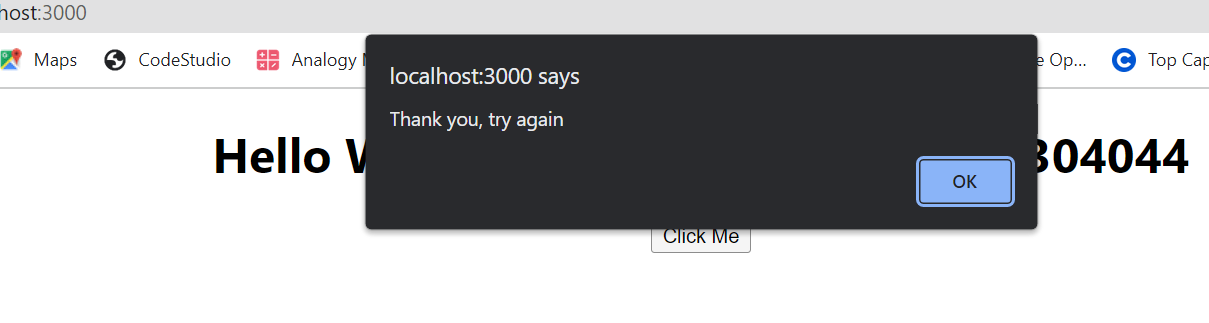 host:3000
Maps CodeStudio Analogy e Op... Top Cap
localhost:3000 says
Thank you, try again
OK
Hello 304044
Click Me